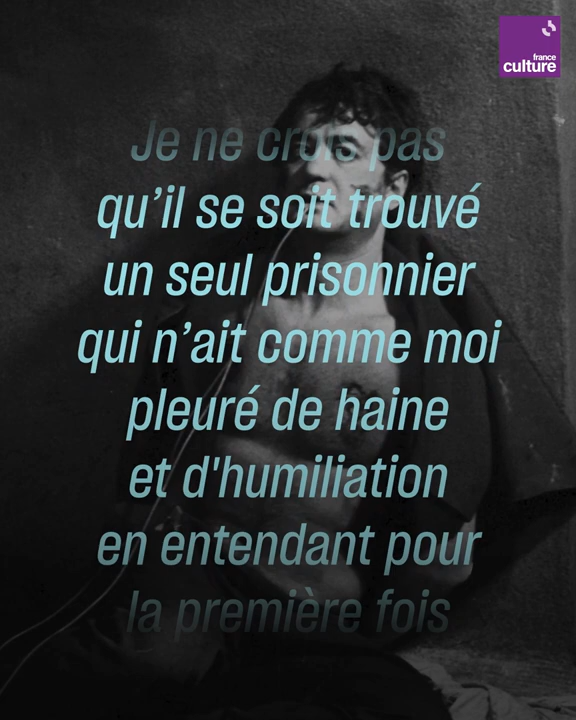 france
culture
Je ne crois pas
qu’il se soit trouvé
un seul prisonnier
qui n’ait comme moi
pleuré de haine
et d'humiliation
en entendant pour
la première fois